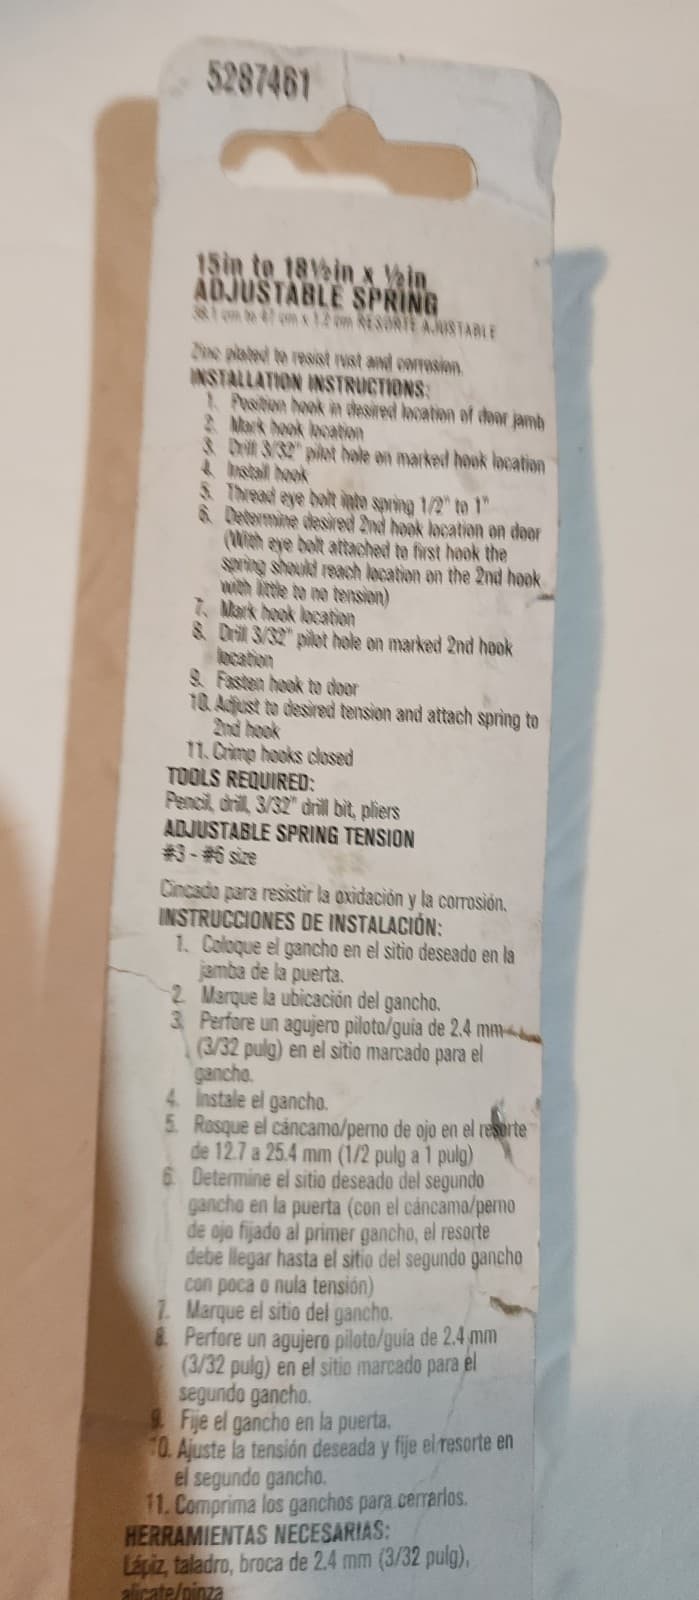 5287461
15in to 18½in x ½in
ADJUSTABLE SPRING
38.1 cm to 47 cm x 1.2 cm RESORTE AJUSTABLE
Zinc plated to resist rust and corrosion.
INSTALLATION INSTRUCTIONS:
1. Position hook in desired location of door jamb
2. Mark hook location
3. Drill 3/32" pilot hole on marked hook location
4. Install hook
5. Thread eye bolt into spring 1/2" to 1"
6. Determine desired 2nd hook location on door
(With eye bolt attached to first hook the
spring should reach location on the 2nd hook
with little to no tension)
7. Mark hook location
8. Drill 3/32" pilot hole on marked 2nd hook
location
9. Fasten hook to door
10. Adjust to desired tension and attach spring to
2nd hook
11. Crimp hooks closed
TOOLS REQUIRED:
Pencil, drill, 3/32" drill bit, pliers
ADJUSTABLE SPRING TENSION
#3 - #6 size
Cincado para resistir la oxidación y la corrosión.
INSTRUCCIONES DE INSTALACIÓN:
1. Coloque el gancho en el sitio deseado en la
jamba de la puerta.
2. Marque la ubicación del gancho.
3. Perfore un agujero piloto/guía de 2.4 mm
(3/32 pulg) en el sitio marcado para el
gancho.
4. Instale el gancho.
5. Rosque el cáncamo/perno de ojo en el resorte
de 12.7 a 25.4 mm (1/2 pulg a 1 pulg)
6. Determine el sitio deseado del segundo
gancho en la puerta (con el cáncamo/perno
de ojo fijado al primer gancho, el resorte
debe llegar hasta el sitio del segundo gancho
con poca o nula tensión)
7. Marque el sitio del gancho.
8. Perfore un agujero piloto/guía de 2.4 mm
(3/32 pulg) en el sitio marcado para el
segundo gancho.
9. Fije el gancho en la puerta.
10. Ajuste la tensión deseada y fije el resorte en
el segundo gancho.
11. Comprima los ganchos para cerrarlos.
HERRAMIENTAS NECESARIAS:
Lápiz, taladro, broca de 2.4 mm (3/32 pulg),
alicate/pinza